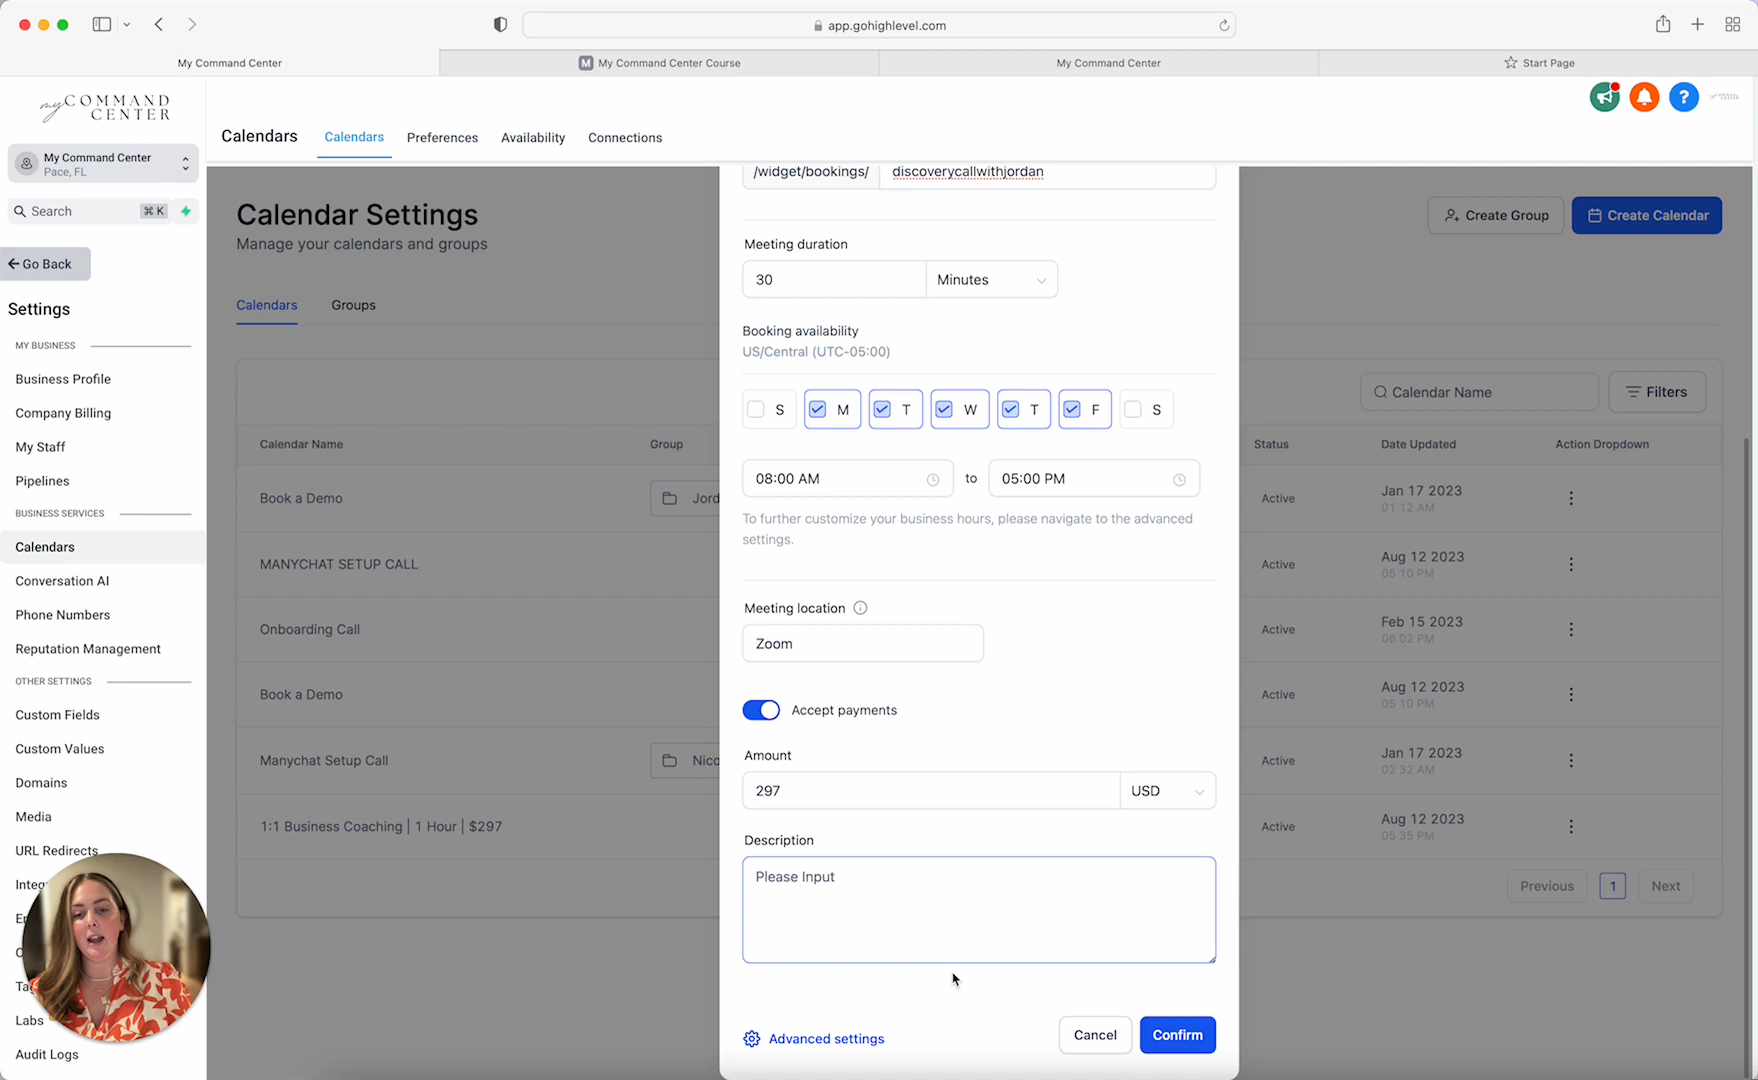 app.gohighlevel.com
My Command Center
M My Command Center Course
My Command Center
Start Page
my COMMAND
CENTER
My Command Center
Pace, FL
Search
⌘ K
Go Back
Settings
MY BUSINESS
Business Profile
Company Billing
My Staff
Pipelines
BUSINESS SERVICES
Calendars
Conversation AI
Phone Numbers
Reputation Management
OTHER SETTINGS
Custom Fields
Custom Values
Domains
Media
URL Redirects
Integ
Labs
Audit Logs
Calendars
Calendars
Preferences
Availability
Connections
?
Calendar Settings
Manage your calendars and groups
Create Group
Create Calendar
Calendars
Groups
Calendar Name
Filters
Calendar Name
Group
Status
Date Updated
Action Dropdown
Book a Demo
Jord
Active
Jan 17 2023
01 12 AM
MANYCHAT SETUP CALL
Active
Aug 12 2023
05 10 PM
Onboarding Call
Active
Feb 15 2023
06 02 PM
Book a Demo
Active
Aug 12 2023
05 10 PM
Manychat Setup Call
Nico
Active
Jan 17 2023
02 32 AM
1:1 Business Coaching | 1 Hour | $297
Active
Aug 12 2023
05 35 PM
Previous
1
Next
/widget/bookings/
discoverycallwithjordan
Meeting duration
30
Minutes
Booking availability
US/Central (UTC-05:00)
S
M
T
W
T
F
S
08:00 AM
to
05:00 PM
To further customize your business hours, please navigate to the advanced
settings.
Meeting location
Zoom
Accept payments
Amount
297
USD
Description
Please Input
Advanced settings
Cancel
Confirm